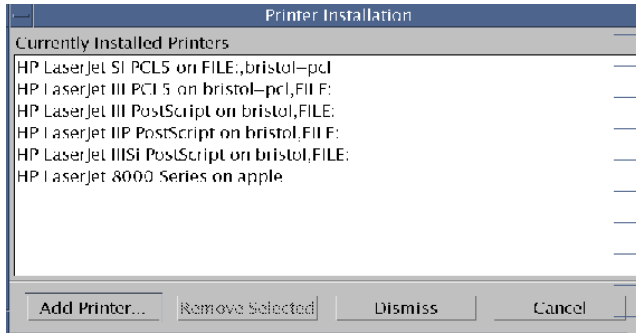 Printer Installation
Currently Installed Printers
HP LaserJet SI PCL5 on FILE:,bristol-pcl
HP LaserJet III PCL5 on bristol-pcl,FILE:
HP LaserJet III PostScript on bristol,FILE:
HP LaserJet IIP PostScript on bristol,FILE:
HP LaserJet IIISi PostScript on bristol,FILE:
HP LaserJet 8000 Series on apple
Add Printer... Remove Selected Dismiss Cancel